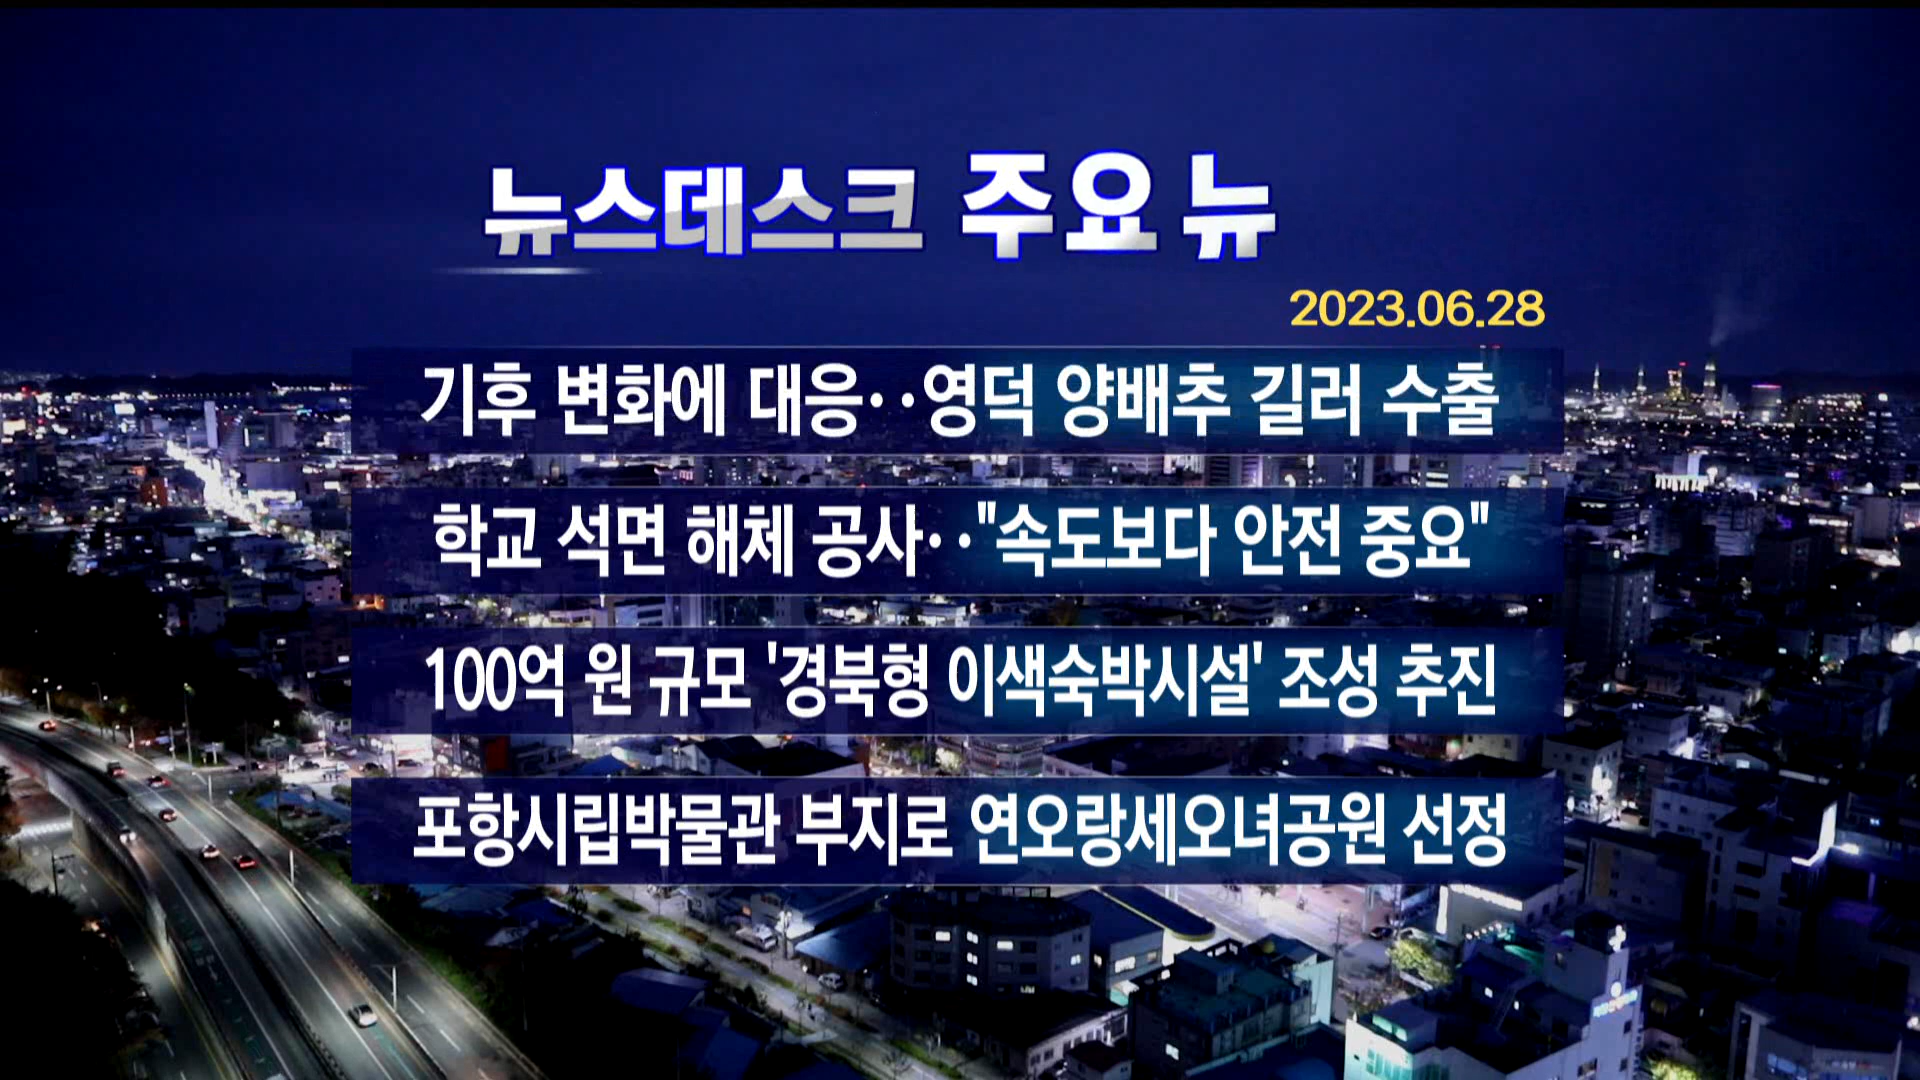 뉴스데스크 주요 뉴
2023.06.28
기후 변화에 대응‥영덕 양배추 길러 수출
학교 석면 해체 공사‥"속도보다 안전 중요"
100억 원 규모 '경북형 이색숙박시설' 조성 추진
포항시립박물관 부지로 연오랑세오녀공원 선정